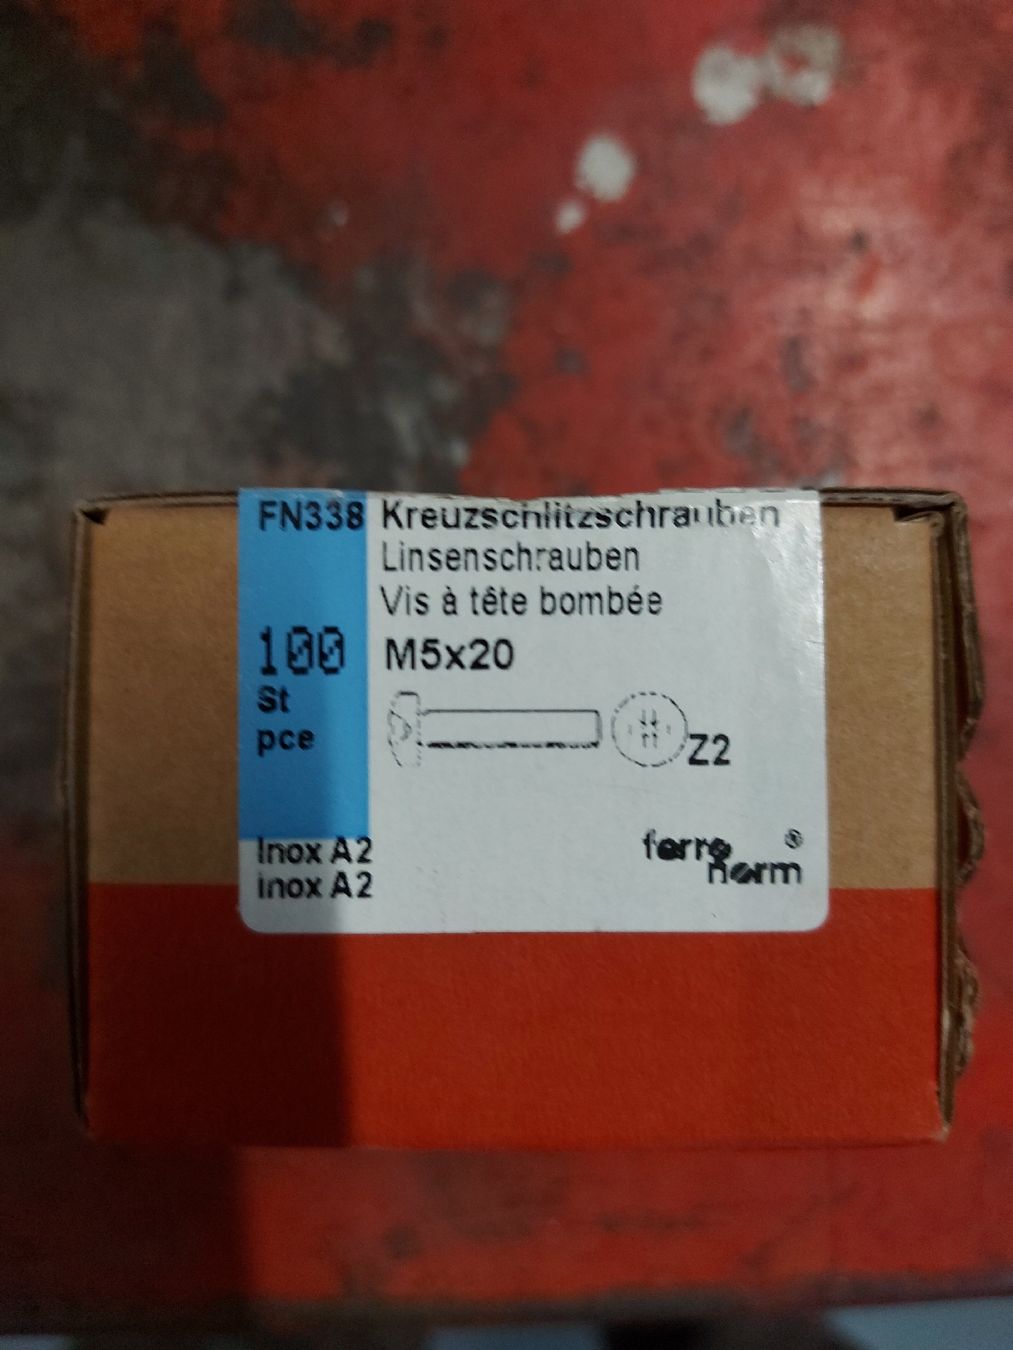 FN338 Kreuzschlitzschrauben
Linsenschrauben
Vis à tête bombée
100 M5x20
St
pce
Z2
Inox A2
inox A2
ferro
norm ®